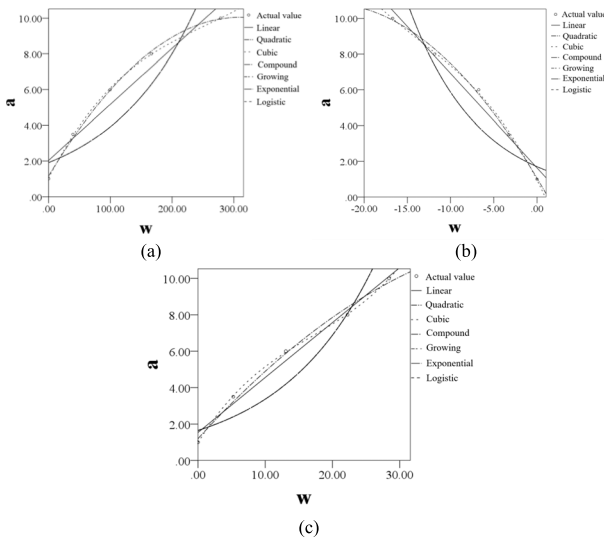 10.00
8.00
6.00
4.00
2.00
.00
a
.00 100.00 200.00 300.00
w
Actual value
Linear
Quadratic
Cubic
Compound
Growing
Exponential
Logistic
(a)
10.00
8.00
6.00
4.00
2.00
.00
a
-20.00 -15.00 -10.00 -5.00 .00
w
Actual value
Linear
Quadratic
Cubic
Compound
Growing
Exponential
Logistic
(b)
10.00
8.00
6.00
4.00
2.00
.00
a
.00 10.00 20.00 30.00
w
Actual value
Linear
Quadratic
Cubic
Compound
Growing
Exponential
Logistic
(c)